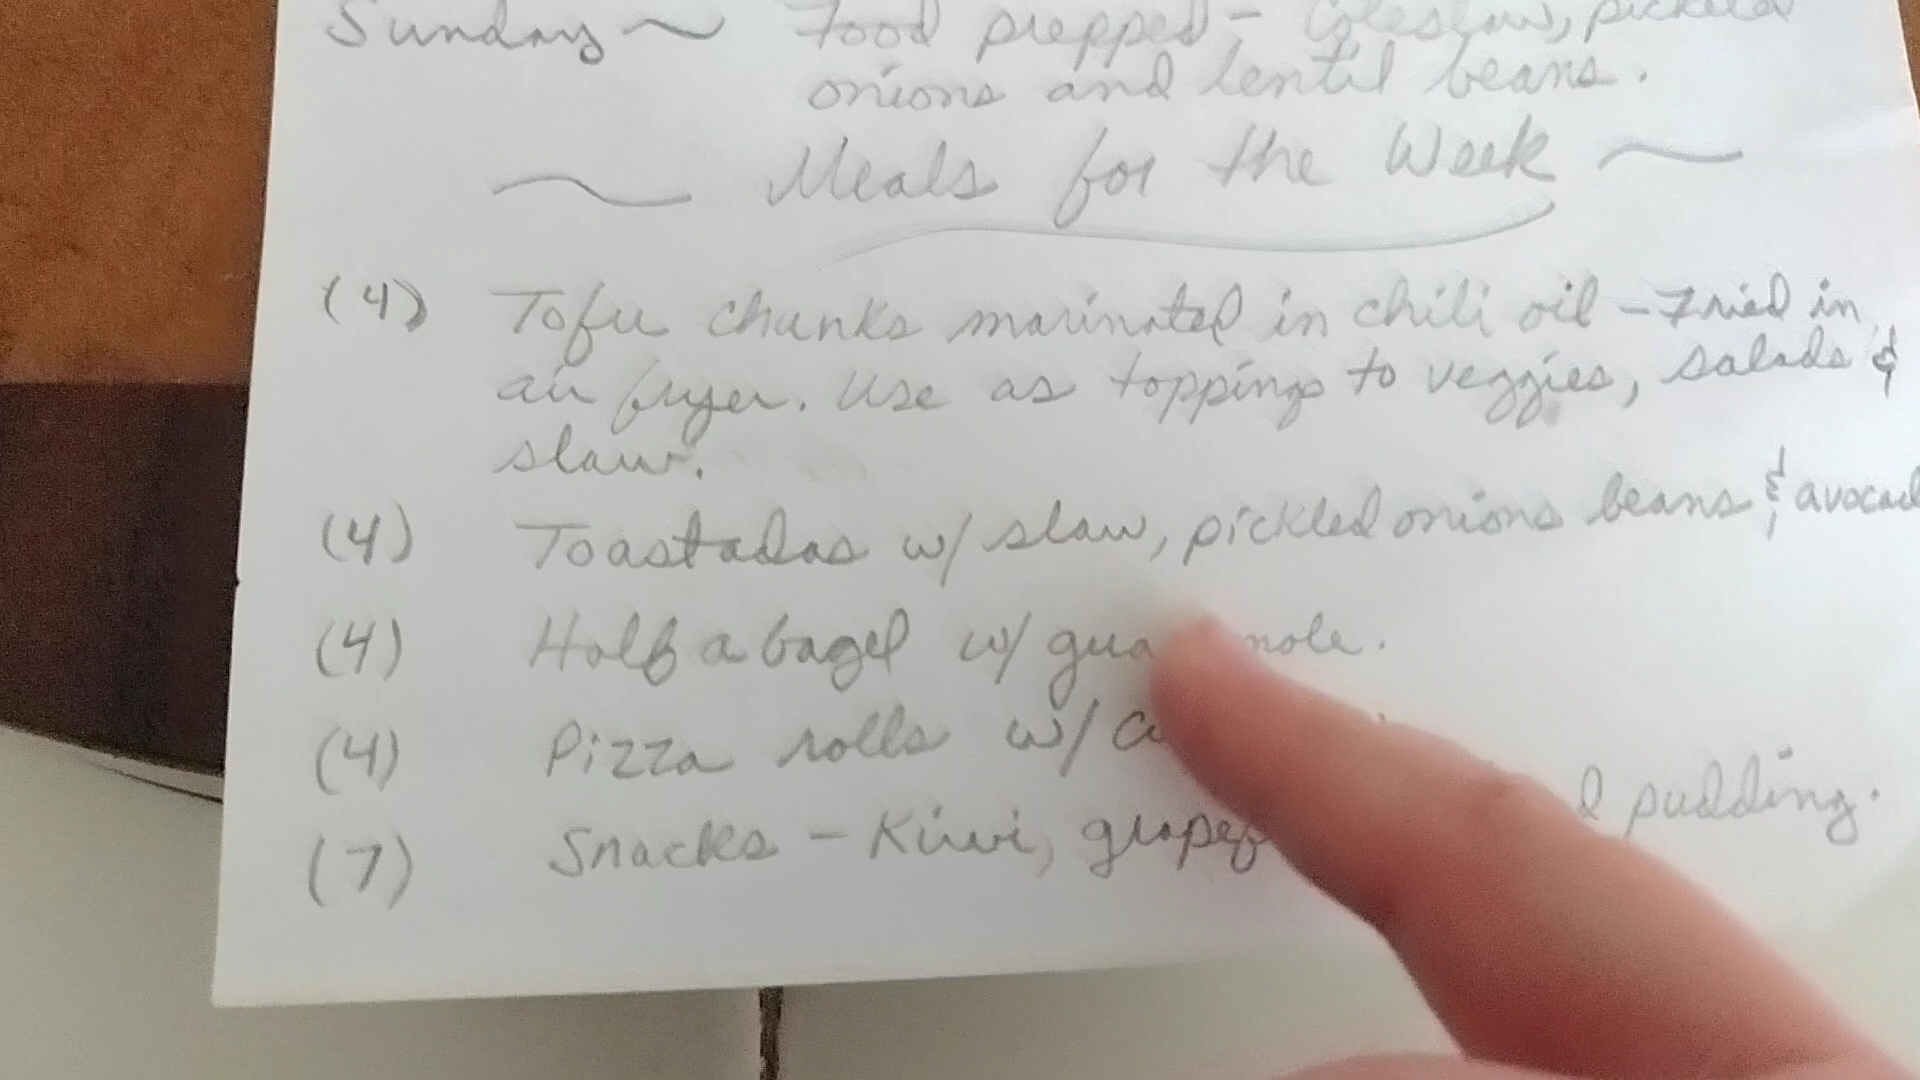 Sunday ~ Food prepped - Coleslaw, pickled
onions and lentil beans.
~ Meals for the Week ~
(4) Tofu chunks marinated in chili oil - Fried in
air fryer. Use as toppings to veggies, salads &
slaw.
(4) Toastadas w/ slaw, pickled onions beans & avocad
(4) Half a bagel w/ gua mole.
(4) Pizza rolls w/
(7) Snacks - Kiwi, grapef pudding.